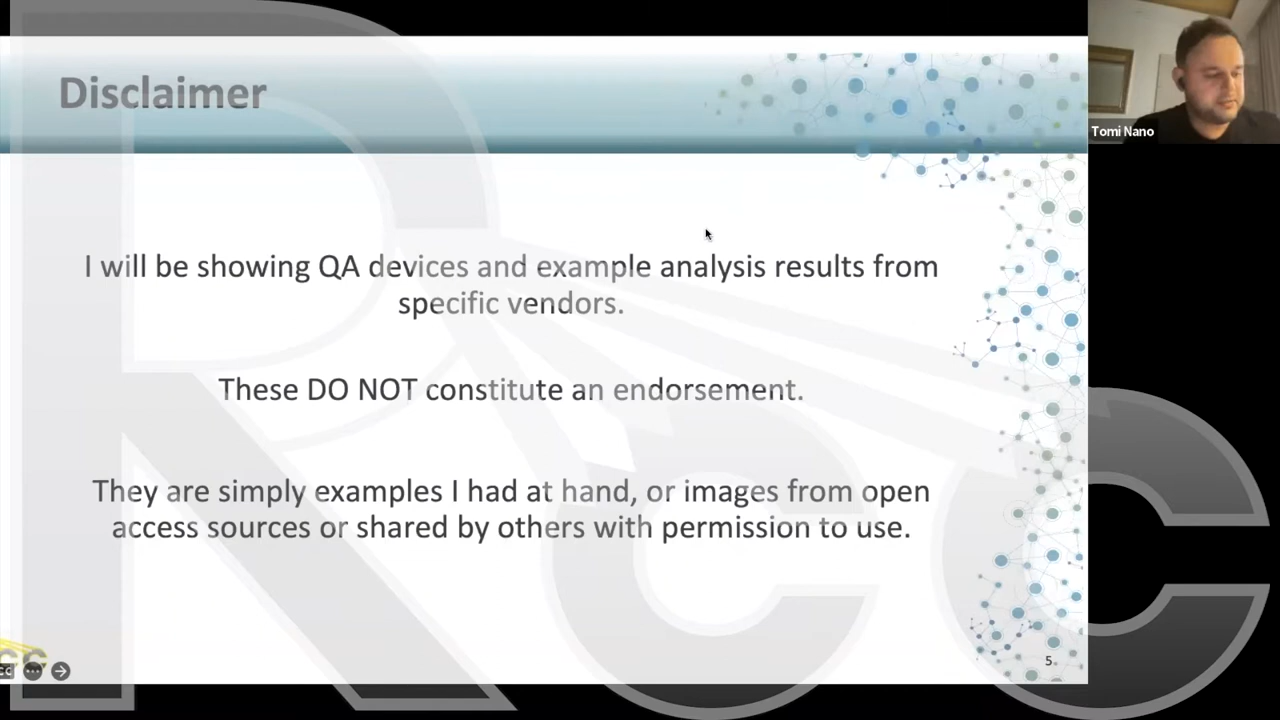 Disclaimer
Tomi Nano
I will be showing QA devices and example analysis results from
specific vendors.
These DO NOT constitute an endorsement.
They are simply examples I had at hand, or images from open
access sources or shared by others with permission to use.
5
Rcc